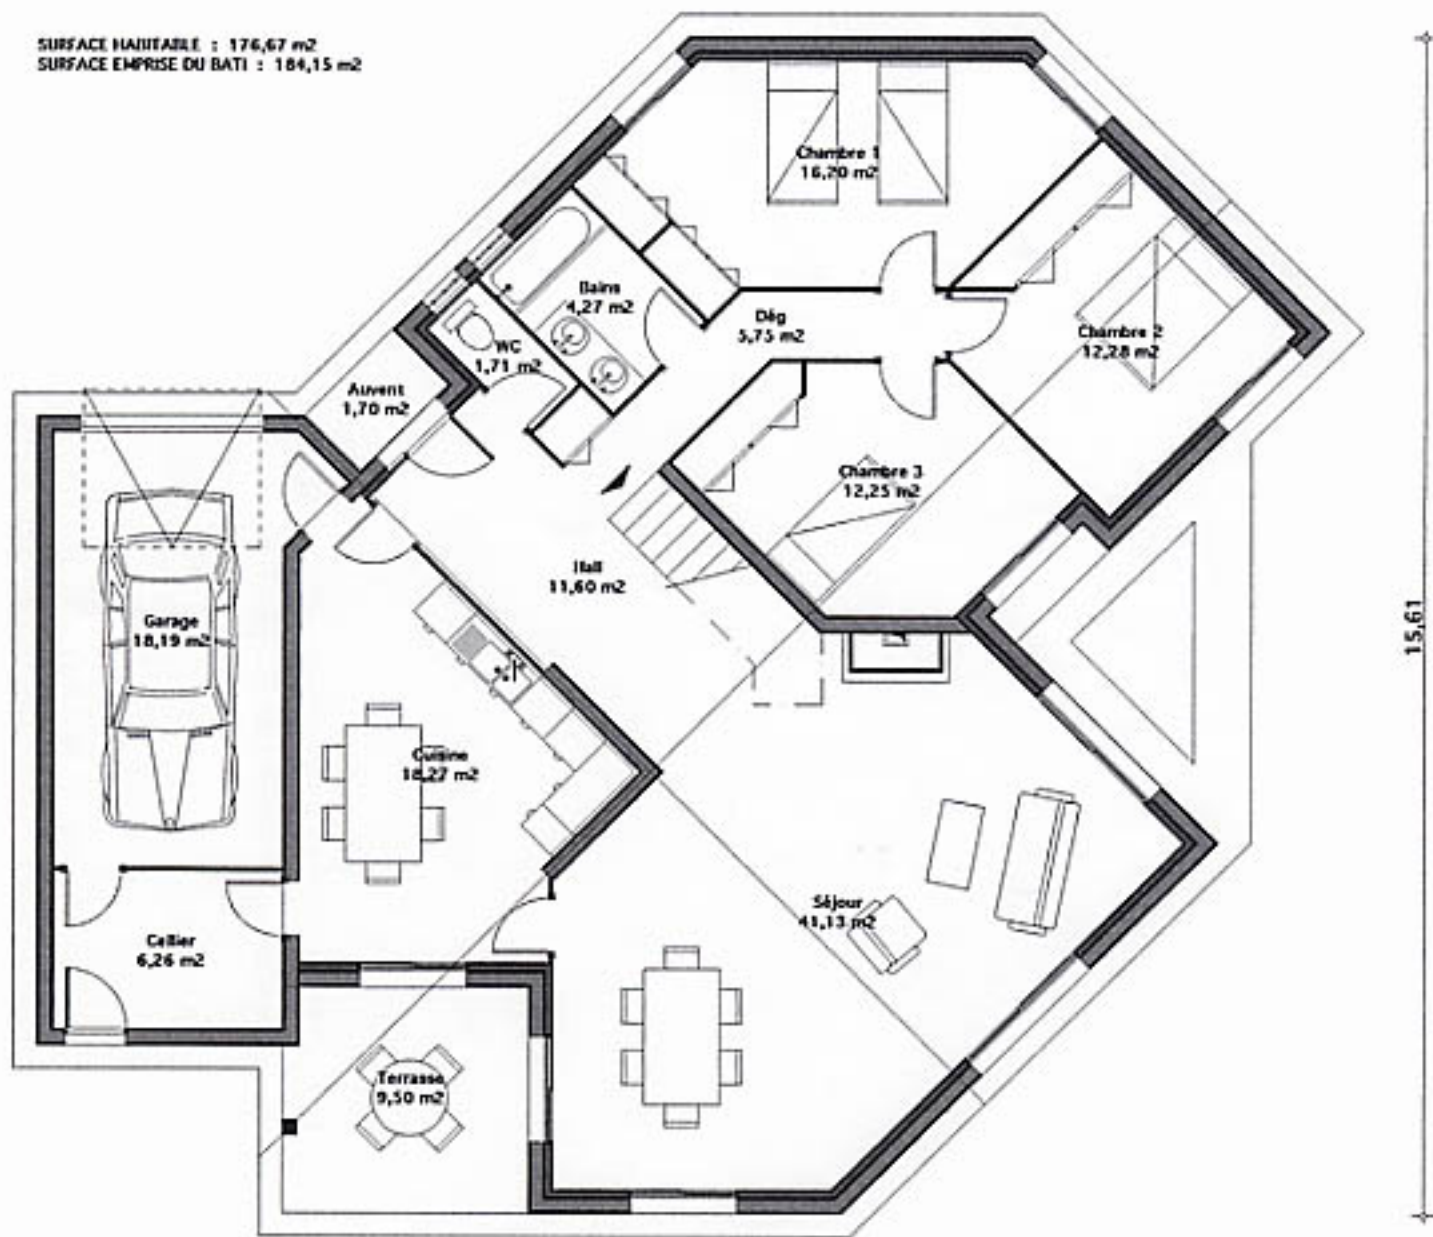 SURFACE HABITABLE : 176,67 m2
SURFACE EMPRISE DU BATI : 184,15 m2
Chambre 1
16,20 m2
Bains
4,27 m2
Dég
5,75 m2
Chambre 2
12,28 m2
WC
1,71 m2
Auvent
1,70 m2
Chambre 3
12,25 m2
Hall
11,60 m2
Garage
18,19 m2
15,61
Cuisine
18,27 m2
Séjour
41,13 m2
Cellier
6,26 m2
Terrasse
9,50 m2